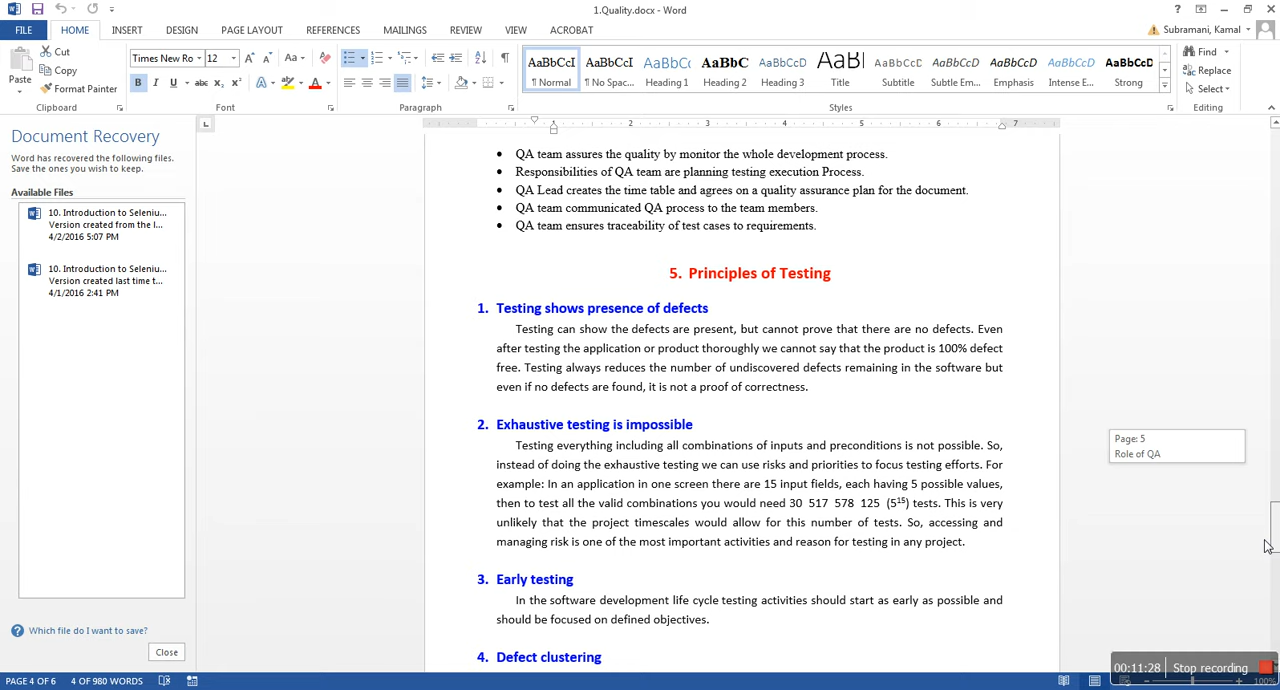 1.Quality.docx - Word
FILE HOME INSERT DESIGN PAGE LAYOUT REFERENCES MAILINGS REVIEW VIEW ACROBAT
Subramani, Kamal
Paste
Cut
Copy
Format Painter
Clipboard
Times New Ro 12
Aa
B I U abc x₂ x²
Font
Paragraph
AaBbCcI AaBbCcI AaBbCc AaBbC AaBbCcD AaBl AaBbCcD AaBbCcD AaBbCcD AaBbCcD AaBbCcD
¶ Normal ¶ No Spac... Heading 1 Heading 2 Heading 3 Title Subtitle Subtle Em... Emphasis Intense E... Strong
Styles
Find
Replace
Select
Editing
Document Recovery
Word has recovered the following files.
Save the ones you wish to keep.
Available Files
10. Introduction to Seleniu...
Version created from the l...
4/2/2016 5:07 PM
10. Introduction to Seleniu...
Version created last time t...
4/1/2016 2:41 PM
Which file do I want to save?
Close
1 2 3 4 5 6 7
• QA team assures the quality by monitor the whole development process.
• Responsibilities of QA team are planning testing execution Process.
• QA Lead creates the time table and agrees on a quality assurance plan for the document.
• QA team communicated QA process to the team members.
• QA team ensures traceability of test cases to requirements.
5. Principles of Testing
1. Testing shows presence of defects
Testing can show the defects are present, but cannot prove that there are no defects. Even
after testing the application or product thoroughly we cannot say that the product is 100% defect
free. Testing always reduces the number of undiscovered defects remaining in the software but
even if no defects are found, it is not a proof of correctness.
2. Exhaustive testing is impossible
Testing everything including all combinations of inputs and preconditions is not possible. So,
instead of doing the exhaustive testing we can use risks and priorities to focus testing efforts. For
example: In an application in one screen there are 15 input fields, each having 5 possible values,
then to test all the valid combinations you would need 30 517 578 125 (5¹⁵) tests. This is very
unlikely that the project timescales would allow for this number of tests. So, accessing and
managing risk is one of the most important activities and reason for testing in any project.
3. Early testing
In the software development life cycle testing activities should start as early as possible and
should be focused on defined objectives.
4. Defect clustering
Page: 5
Role of QA
00:11:28 Stop recording
PAGE 4 OF 6 4 OF 980 WORDS
100%